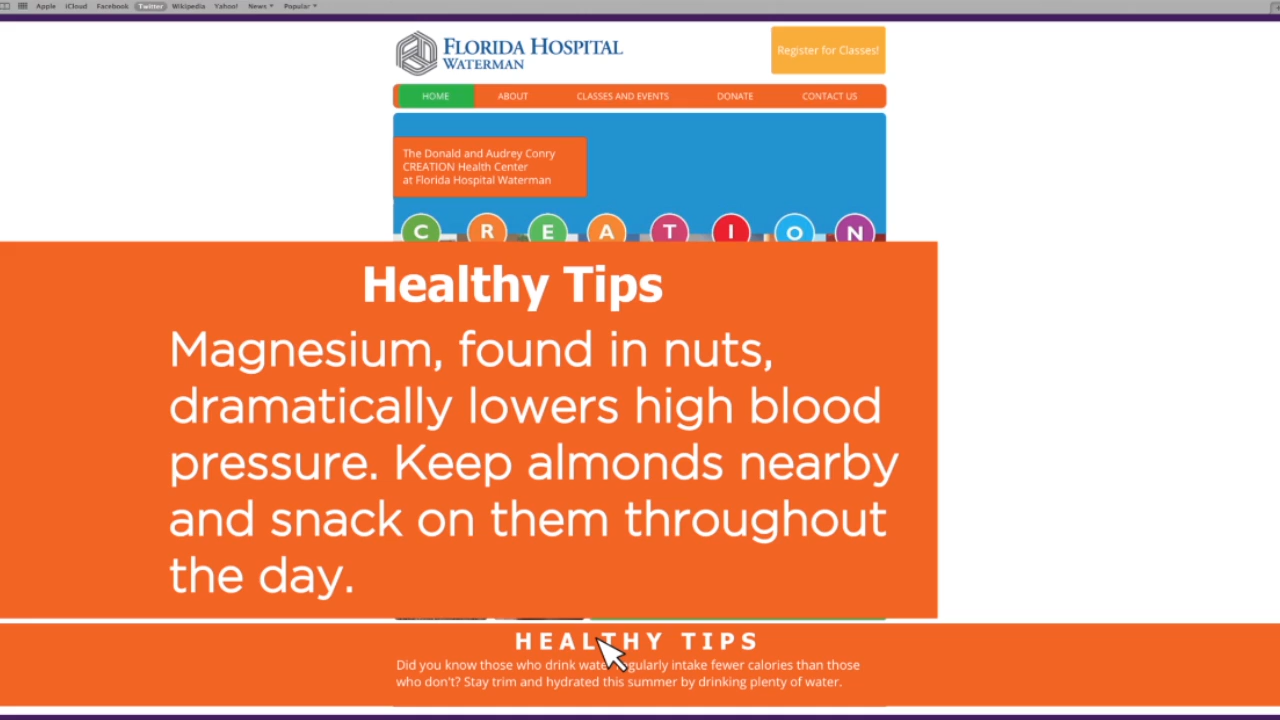 Apple iCloud Facebook Twitter Wikipedia Yahoo! News Popular
FLORIDA HOSPITAL
WATERMAN
Register for Classes!
HOME ABOUT CLASSES AND EVENTS DONATE CONTACT US
The Donald and Audrey Conry
CREATION Health Center
at Florida Hospital Waterman
C R E A T I O N
Healthy Tips
Magnesium, found in nuts,
dramatically lowers high blood
pressure. Keep almonds nearby
and snack on them throughout
the day.
HEALTHY TIPS
Did you know those who drink water regularly intake fewer calories than those
who don't? Stay trim and hydrated this summer by drinking plenty of water.